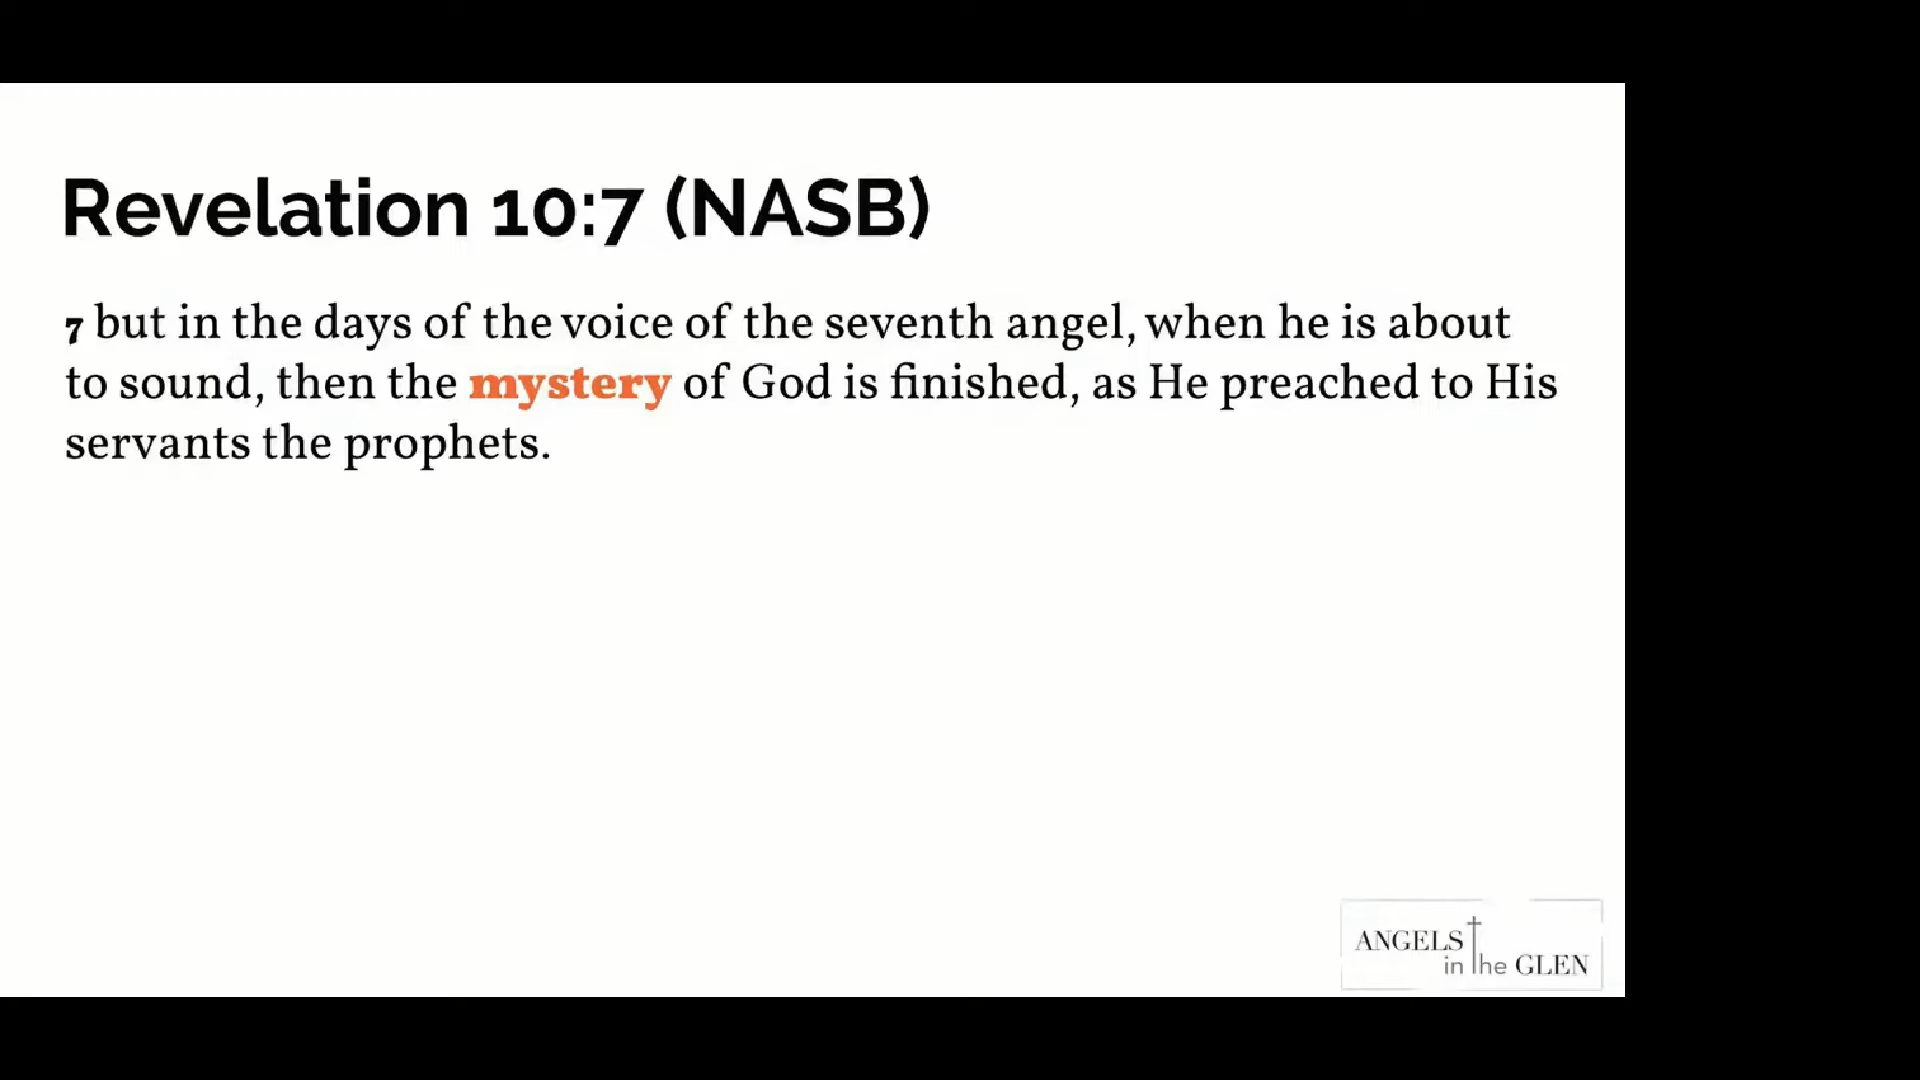 Revelation 10:7 (NASB)
7 but in the days of the voice of the seventh angel, when he is about
to sound, then the mystery of God is finished, as He preached to His
servants the prophets.
ANGELS
in the GLEN